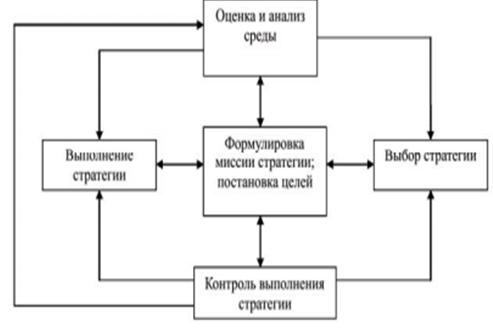 Оценка и анализ
среды
Формулировка
миссии стратегии;
постановка целей
Выполнение
стратегии
Выбор стратегии
Контроль выполнения
стратегии